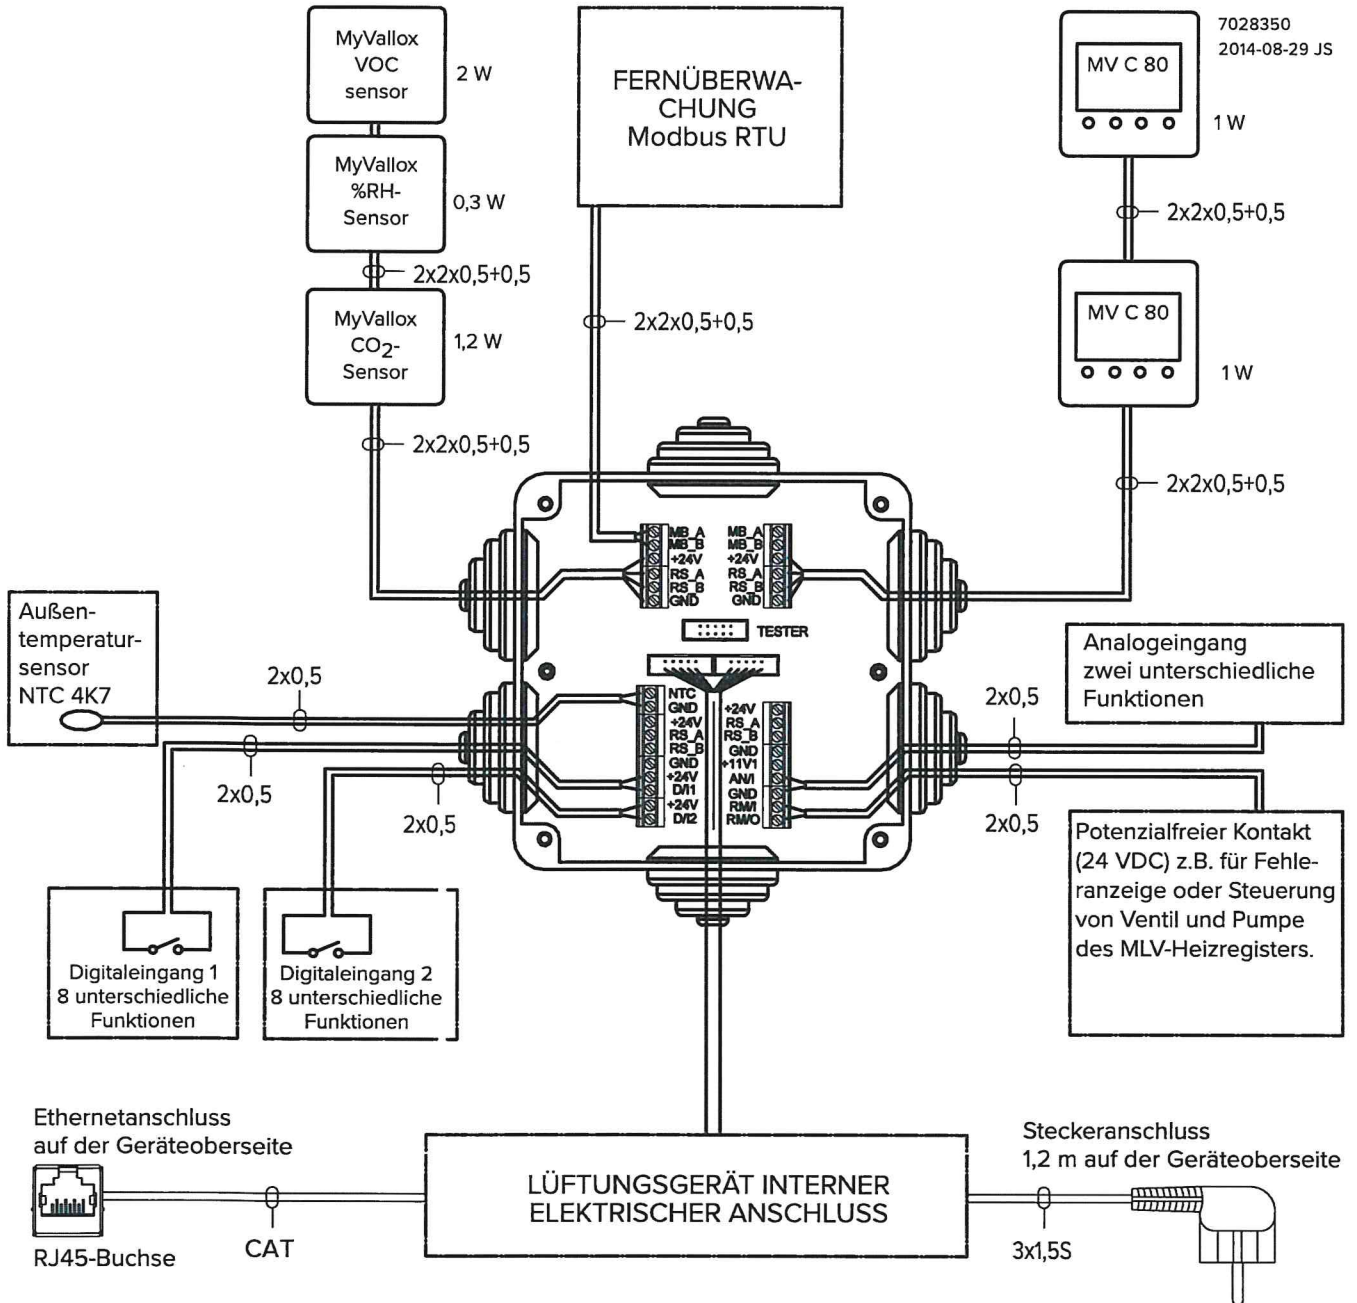 MyVallox
VOC
sensor
2 W
MyVallox
%RH-
Sensor
0,3 W
2x2x0,5+0,5
MyVallox
CO2-
Sensor
1,2 W
2x2x0,5+0,5
FERNÜBERWA-
CHUNG
Modbus RTU
2x2x0,5+0,5
7028350
2014-08-29 JS
MV C 80
1 W
2x2x0,5+0,5
MV C 80
1 W
2x2x0,5+0,5
MB_A
MB_B
+24V
RS_A
RS_B
GND
MB_A
MB_B
+24V
RS_A
RS_B
GND
TESTER
NTC
GND
+24V
RS_A
RS_B
GND
+24V
D/I1
+24V
D/I2
+24V
RS_A
RS_B
GND
+11V1
AN/I
GND
RM/I
RM/O
Außen-
temperatur-
sensor
NTC 4K7
2x0,5
2x0,5
2x0,5
Digitaleingang 1
8 unterschiedliche
Funktionen
Digitaleingang 2
8 unterschiedliche
Funktionen
Analogeingang
zwei unterschiedliche
Funktionen
2x0,5
2x0,5
Potenzialfreier Kontakt
(24 VDC) z.B. für Fehle-
ranzeige oder Steuerung
von Ventil und Pumpe
des MLV-Heizregisters.
Ethernetanschluss
auf der Geräteoberseite
RJ45-Buchse
CAT
LÜFTUNGSGERÄT INTERNER
ELEKTRISCHER ANSCHLUSS
Steckeranschluss
1,2 m auf der Geräteoberseite
3x1,5S